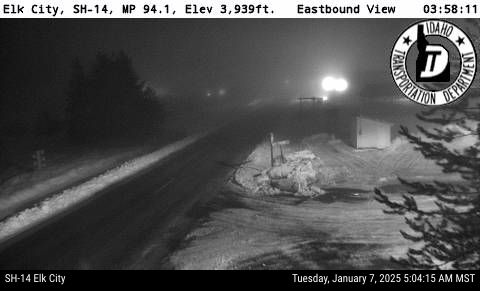 Elk City, SH-14, MP 94.1, Elev 3,939ft. Eastbound View 03:58:11
IDAHO
TRANSPORTATION DEPARTMENT
SH-14 Elk City Tuesday, January 7, 2025 5:04:15 AM MST